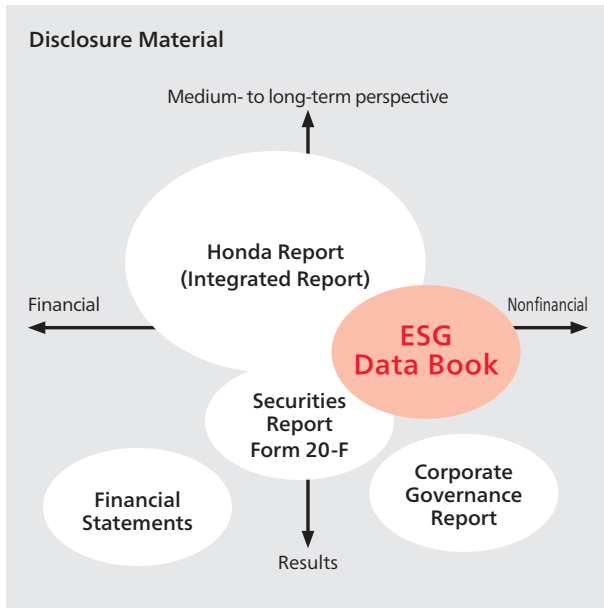 Disclosure Material
Medium- to long-term perspective
Honda Report
(Integrated Report)
Financial
Nonfinancial
ESG
Data Book
Securities
Report
Form 20-F
Financial
Statements
Corporate
Governance
Report
Results